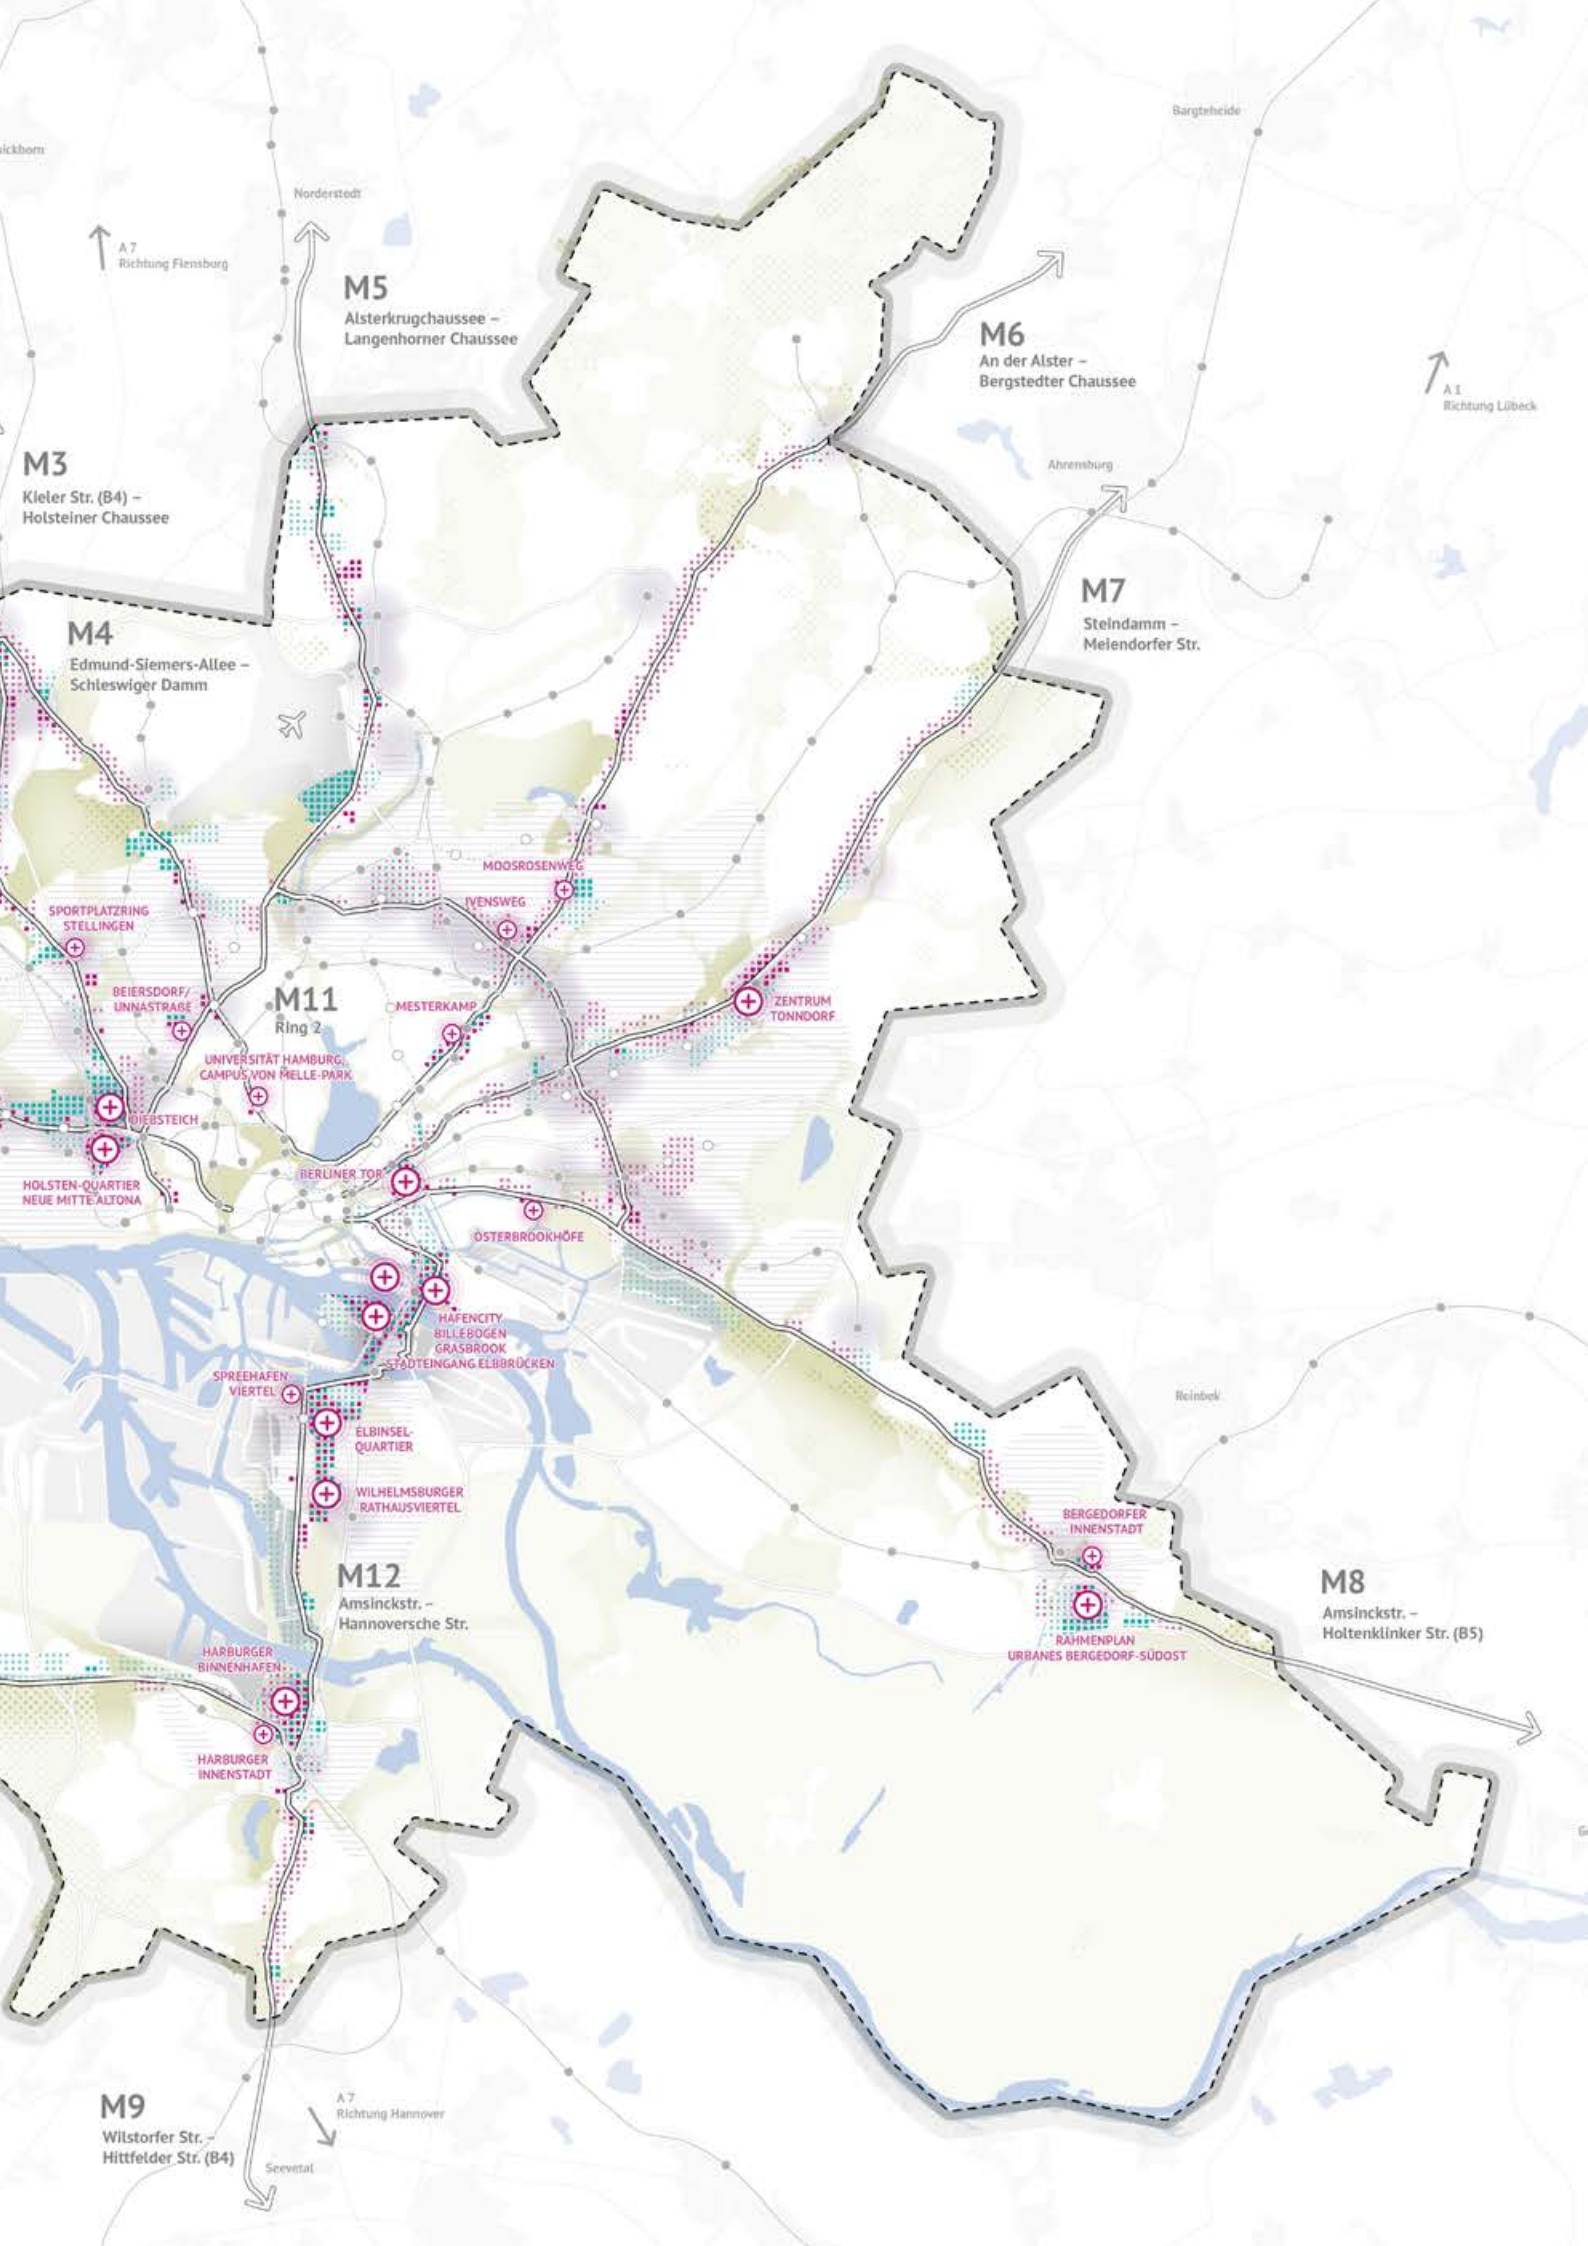 Bargteheide
ickborn
Norderstedt
A 7
Richtung Flensburg
M5
Alsterkrugchaussee –
Langenhorner Chaussee
M6
An der Alster –
Bergstedter Chaussee
A 1
Richtung Lübeck
M3
Kieler Str. (B4) –
Holsteiner Chaussee
Ahrensburg
M7
Steindamm –
Meiendorfer Str.
M4
Edmund-Siemers-Allee –
Schleswiger Damm
MOOSROSENWEG
IVENSWEG
SPORTPLATZRING
STELLINGEN
BEIERSDORF/
UNNASTRAßE
M11
Ring 2
MESTERKAMP
ZENTRUM
TONNDORF
UNIVERSITÄT HAMBURG,
CAMPUS VON MELLE-PARK
DIEBSTEICH
BERLINER TOR
HOLSTEN-QUARTIER
NEUE MITTE ALTONA
OSTERBROOKHÖFE
HAFENCITY
BILLEBOGEN
GRASBROOK
STADTEINGANG ELBBRÜCKEN
SPREEHAFEN-
VIERTEL
Reinbek
ELBINSEL-
QUARTIER
WILHELMSBURGER
RATHAUSVIERTEL
BERGEDORFER
INNENSTADT
M12
Amsinckstr. –
Hannoversche Str.
M8
Amsinckstr. –
Holtenklinker Str. (B5)
RAHMENPLAN
URBANES BERGEDORF-SÜDOST
HARBURGER
BINNENHAFEN
HARBURGER
INNENSTADT
M9
Wilstorfer Str. –
Hittfelder Str. (B4)
A 7
Richtung Hannover
Seevetal